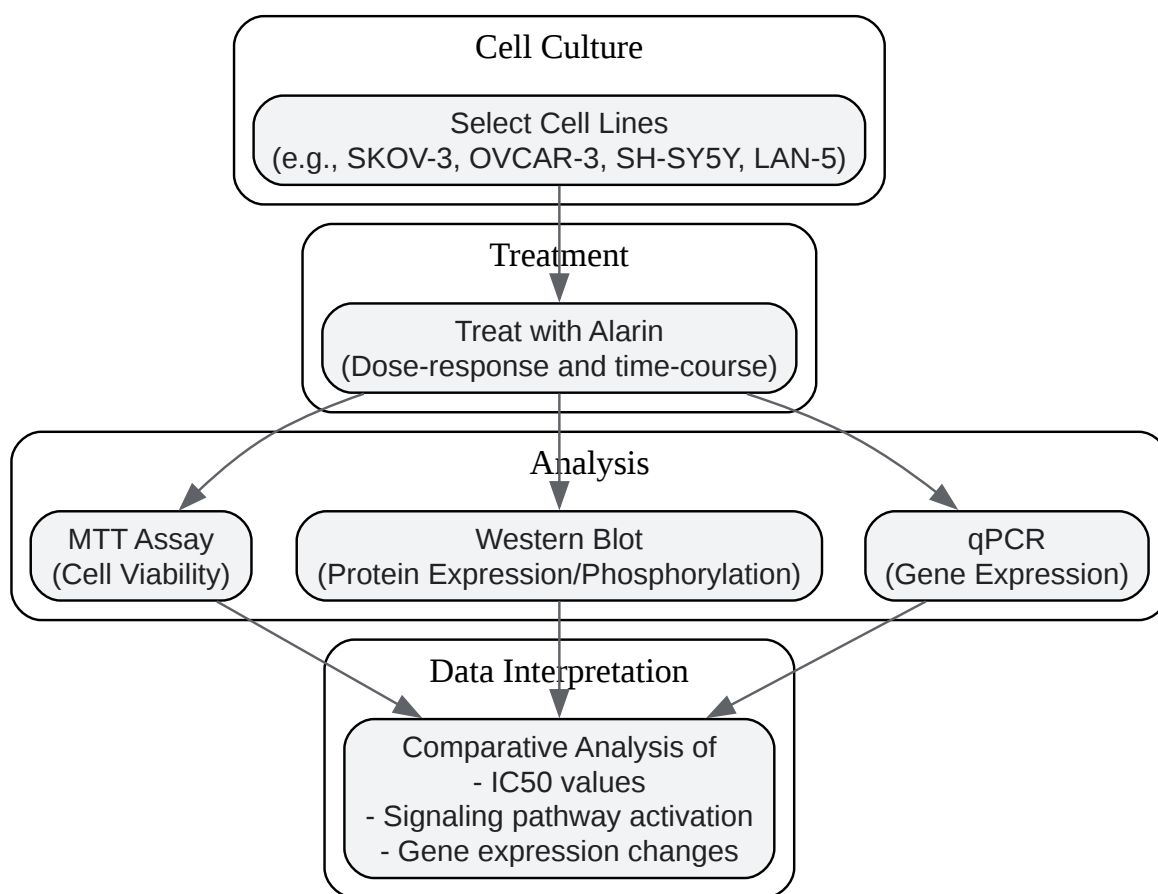 Cell Culture
Select Cell Lines
(e.g., SKOV-3, OVCAR-3, SH-SY5Y, LAN-5)
Treatment
Treat with Alarin
(Dose-response and time-course)
Analysis
MTT Assay
(Cell Viability)
Western Blot
(Protein Expression/Phosphorylation)
qPCR
(Gene Expression)
Data Interpretation
Comparative Analysis of
- IC50 values
- Signaling pathway activation
- Gene expression changes